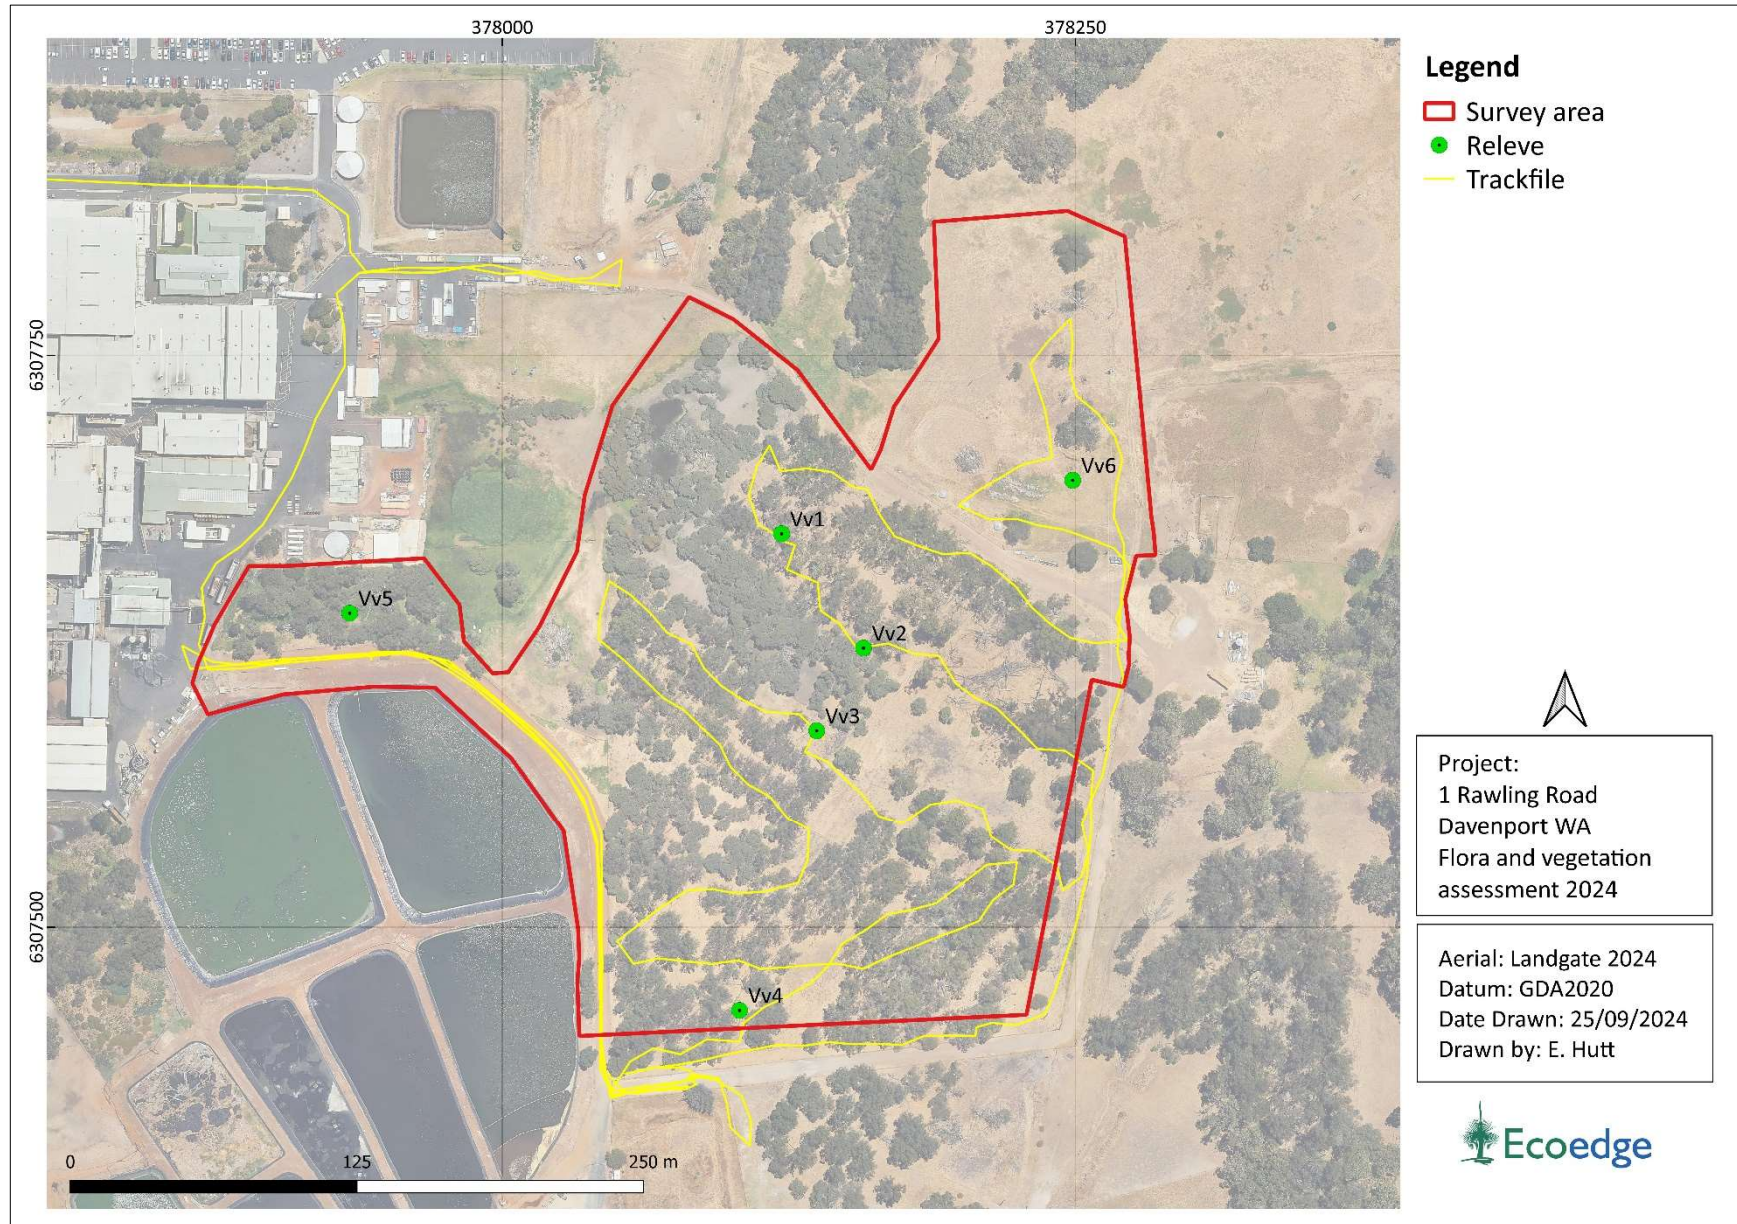 378000
378250
Legend
Survey area
Releve
Trackfile
6307750
6307500
Vv6
Vv1
Vv5
Vv2
Vv3
Vv4
Project:
1 Rawling Road
Davenport WA
Flora and vegetation
assessment 2024
Aerial: Landgate 2024
Datum: GDA2020
Date Drawn: 25/09/2024
Drawn by: E. Hutt
Ecoedge
0 125 250 m